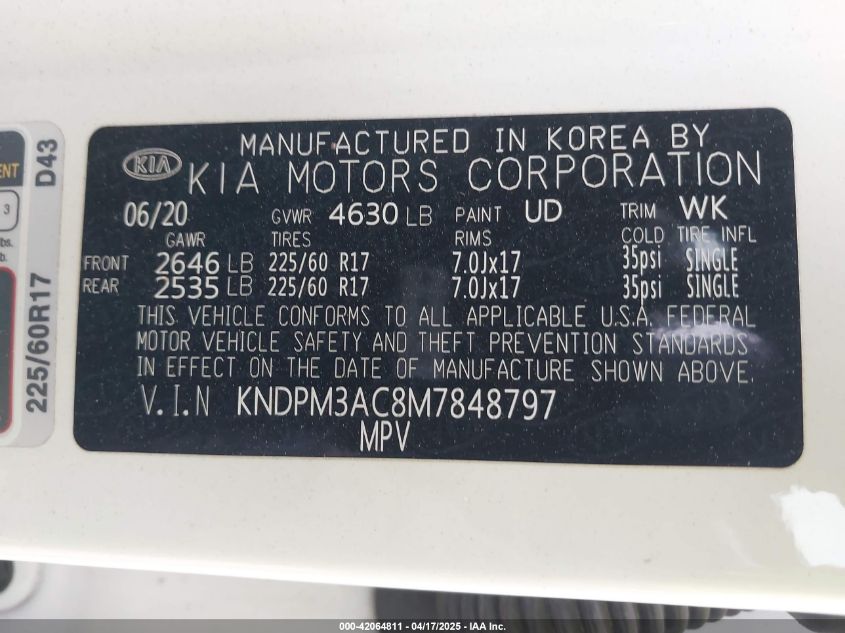 MANUFACTURED IN KOREA BY
KIA KIA MOTORS CORPORATION
06/20 GVWR 4630 LB PAINT UD TRIM WK
GAWR TIRES RIMS COLD TIRE INFL
FRONT 2646 LB 225/60 R17 7.0Jx17 35psi SINGLE
REAR 2535 LB 225/60 R17 7.0Jx17 35psi SINGLE
THIS VEHICLE CONFORMS TO ALL APPLICABLE U.S.A. FEDERAL
MOTOR VEHICLE SAFETY AND THEFT PREVENTION STANDARDS
IN EFFECT ON THE DATE OF MANUFACTURE SHOWN ABOVE.
V.I.N KNDPM3AC8M7848797
MPV
D43
225/60R17
3
000-42064811 - 04/17/2025 - IAA Inc.